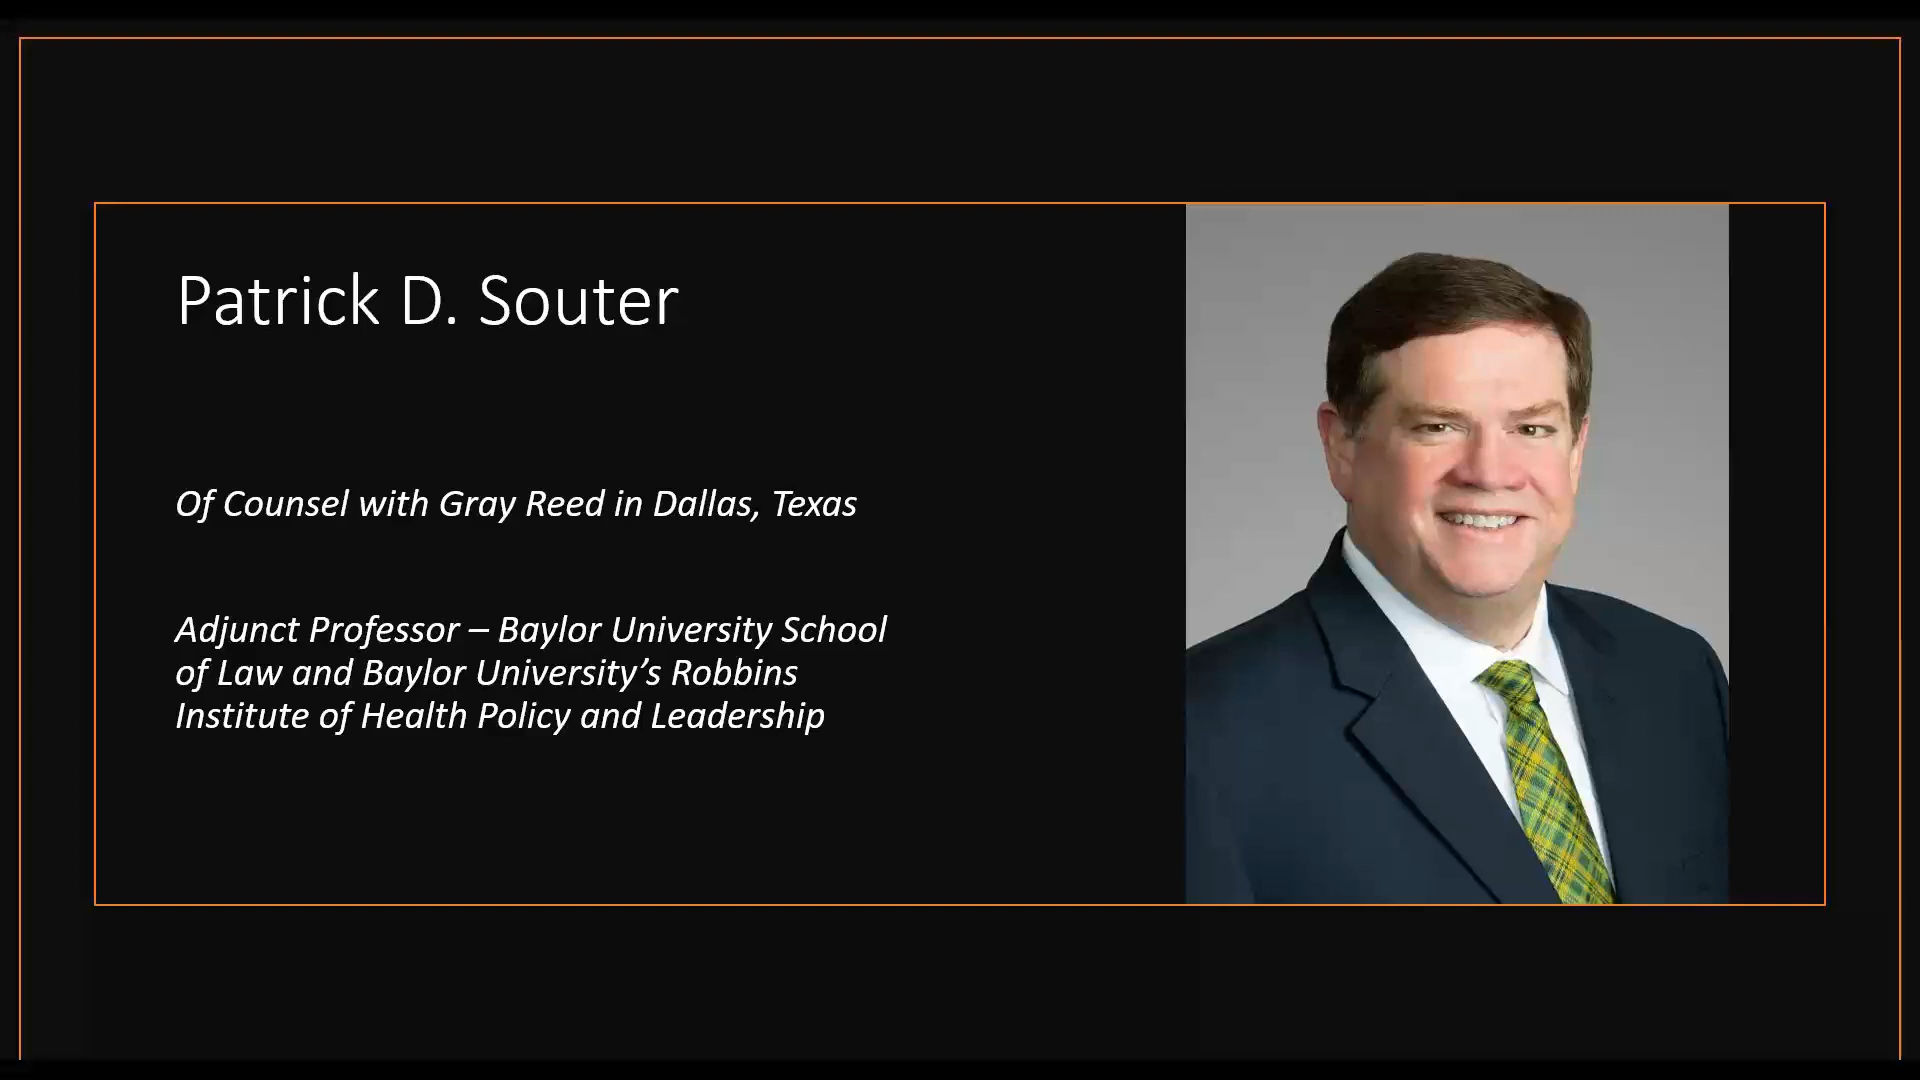 Patrick D. Souter
Of Counsel with Gray Reed in Dallas, Texas
Adjunct Professor – Baylor University School
of Law and Baylor University’s Robbins
Institute of Health Policy and Leadership